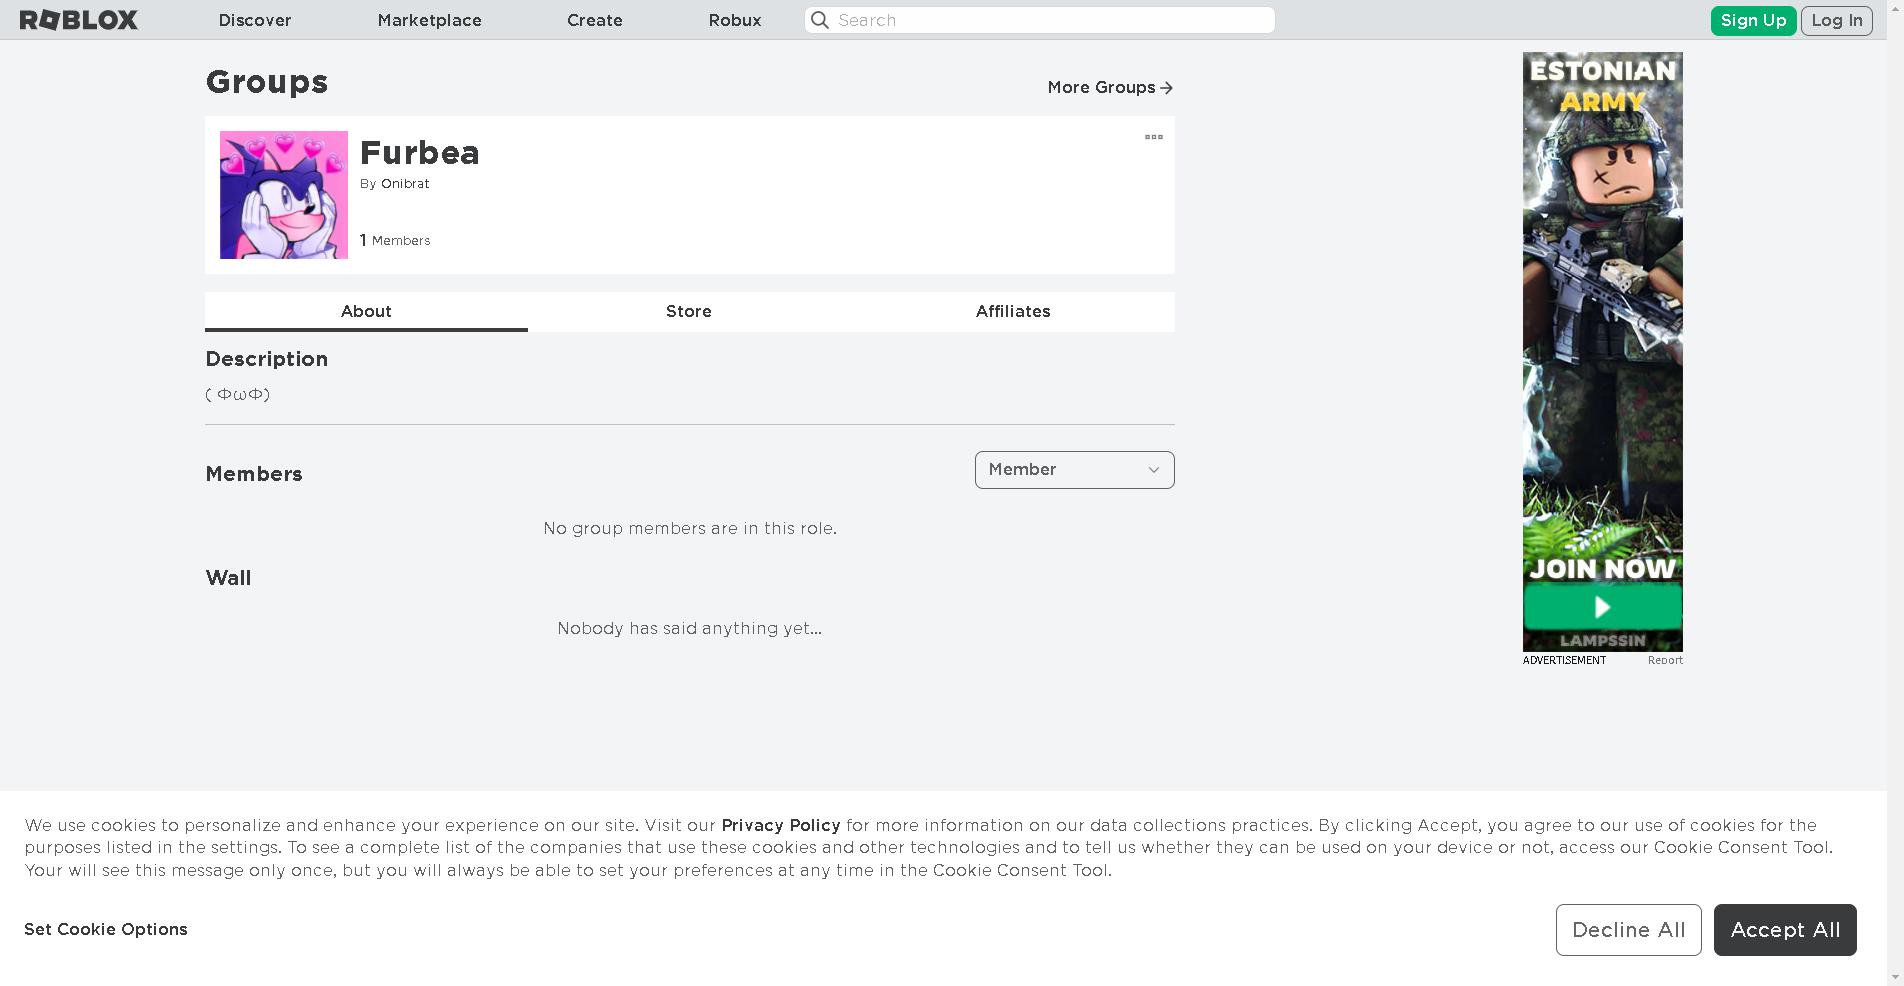 ROBLOX
Discover
Marketplace
Create
Robux
Search
Sign Up
Log In
Groups
More Groups
Furbea
By Onibrat
1 Members
About
Store
Affiliates
Description
( ΦωΦ)
Members
Member
No group members are in this role.
Wall
Nobody has said anything yet...
ESTONIAN
ARMY
JOIN NOW
LAMPSSIN
ADVERTISEMENT
Report
We use cookies to personalize and enhance your experience on our site. Visit our Privacy Policy for more information on our data collections practices. By clicking Accept, you agree to our use of cookies for the
purposes listed in the settings. To see a complete list of the companies that use these cookies and other technologies and to tell us whether they can be used on your device or not, access our Cookie Consent Tool.
Your will see this message only once, but you will always be able to set your preferences at any time in the Cookie Consent Tool.
Set Cookie Options
Decline All
Accept All